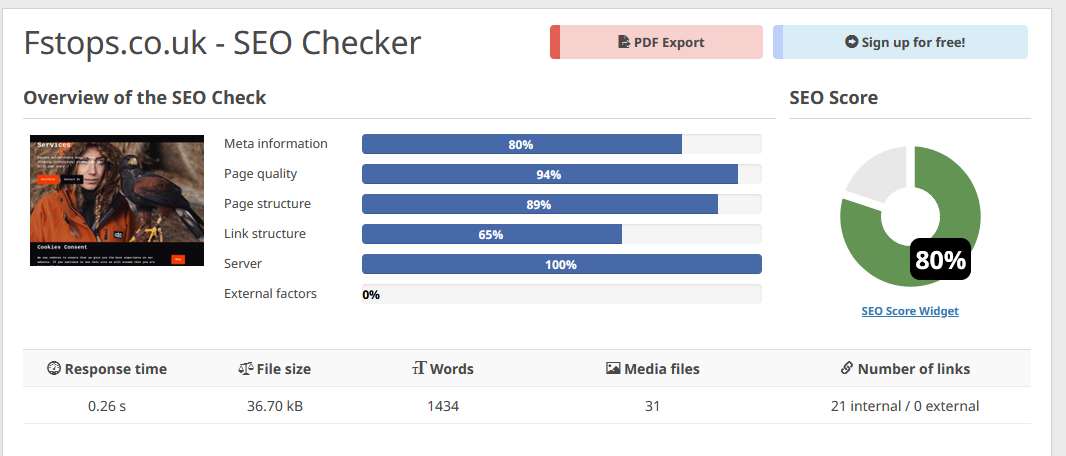 Fstops.co.uk - SEO Checker
PDF Export
Sign up for free!
Overview of the SEO Check
SEO Score
Services
Cookies Consent
Meta information 80%
Page quality 94%
Page structure 89%
Link structure 65%
Server 100%
External factors 0%
80%
SEO Score Widget
Response time File size Words Media files Number of links
0.26 s 36.70 kB 1434 31 21 internal / 0 external